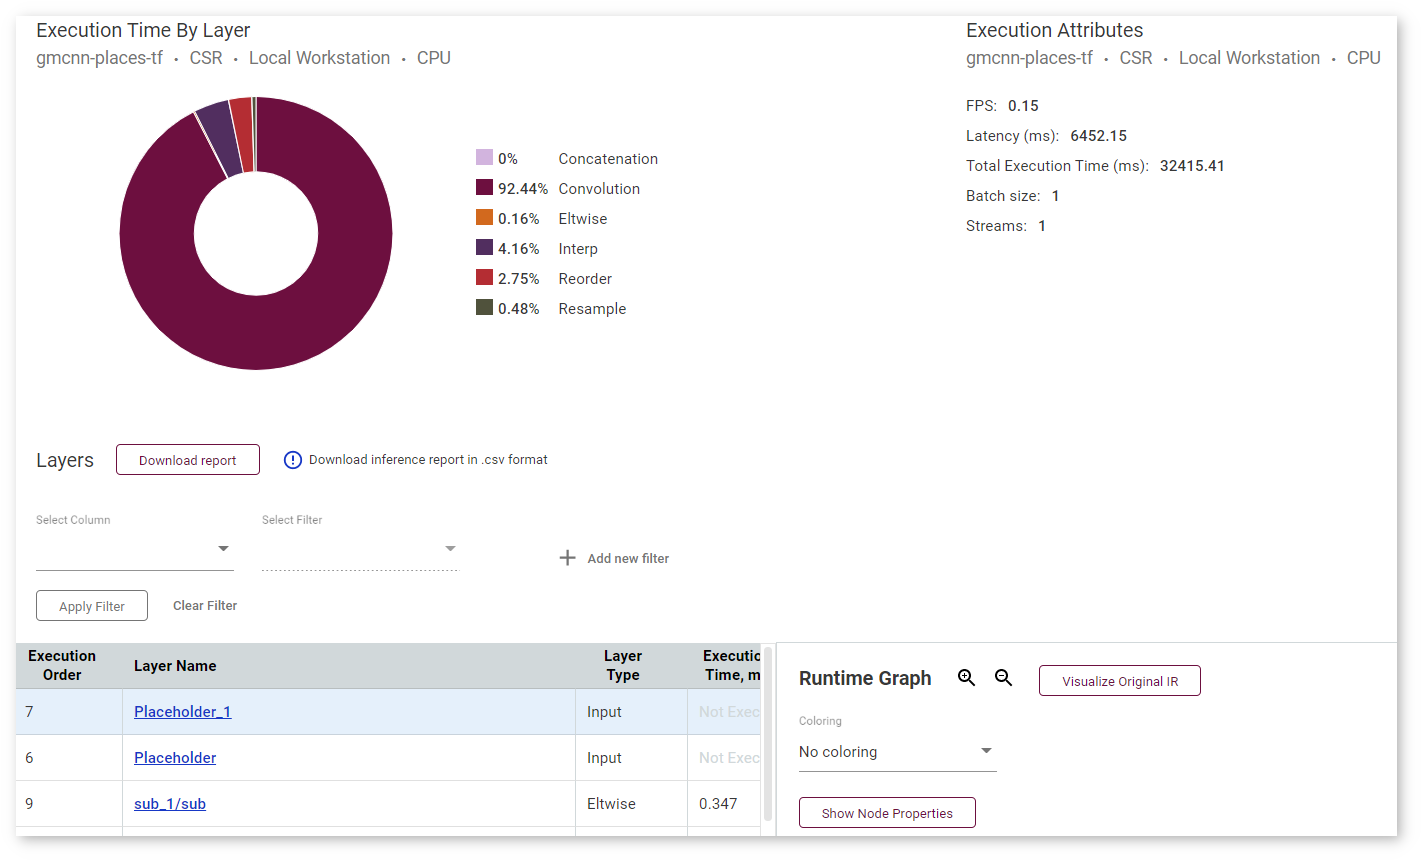 Execution Time By Layer
gmcnn-places-tf • CSR • Local Workstation • CPU
0% Concatenation
92.44% Convolution
0.16% Eltwise
4.16% Interp
2.75% Reorder
0.48% Resample
Execution Attributes
gmcnn-places-tf • CSR • Local Workstation • CPU
FPS: 0.15
Latency (ms): 6452.15
Total Execution Time (ms): 32415.41
Batch size: 1
Streams: 1
Layers
Download report
Download inference report in .csv format
Select Column
Select Filter
Add new filter
Apply Filter
Clear Filter
Execution Order
Layer Name
Layer Type
Executio
Time, m
7 Placeholder_1 Input Not Exec
6 Placeholder Input Not Exec
9 sub_1/sub Eltwise 0.347
Runtime Graph
Visualize Original IR
Coloring
No coloring
Show Node Properties